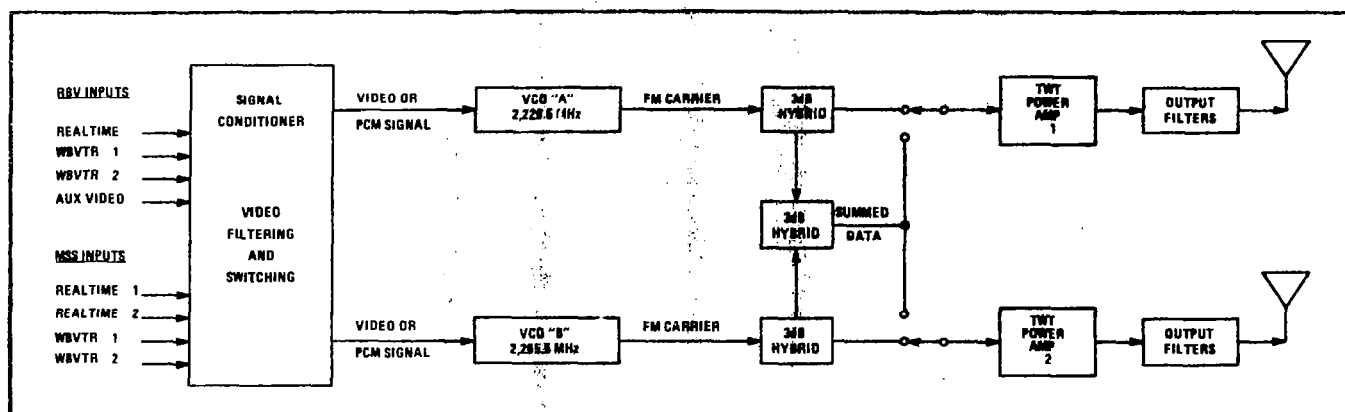 RBV INPUTS
REALTIME
WBVTR 1
WBVTR 2
AUX VIDEO
MSS INPUTS
REALTIME 1
REALTIME 2
WBVTR 1
WBVTR 2
SIGNAL
CONDITIONER
VIDEO
FILTERING
AND
SWITCHING
VIDEO OR
PCM SIGNAL
VCO "A"
FM CARRIER
3dB
HYBRID
TWT
POWER
AMP
1
OUTPUT
FILTERS
3dB
HYBRID
SUMMED
DATA
VIDEO OR
PCM SIGNAL
VCO "B"
2,265.5 MHz
FM CARRIER
3dB
HYBRID
TWT
POWER
AMP
2
OUTPUT
FILTERS